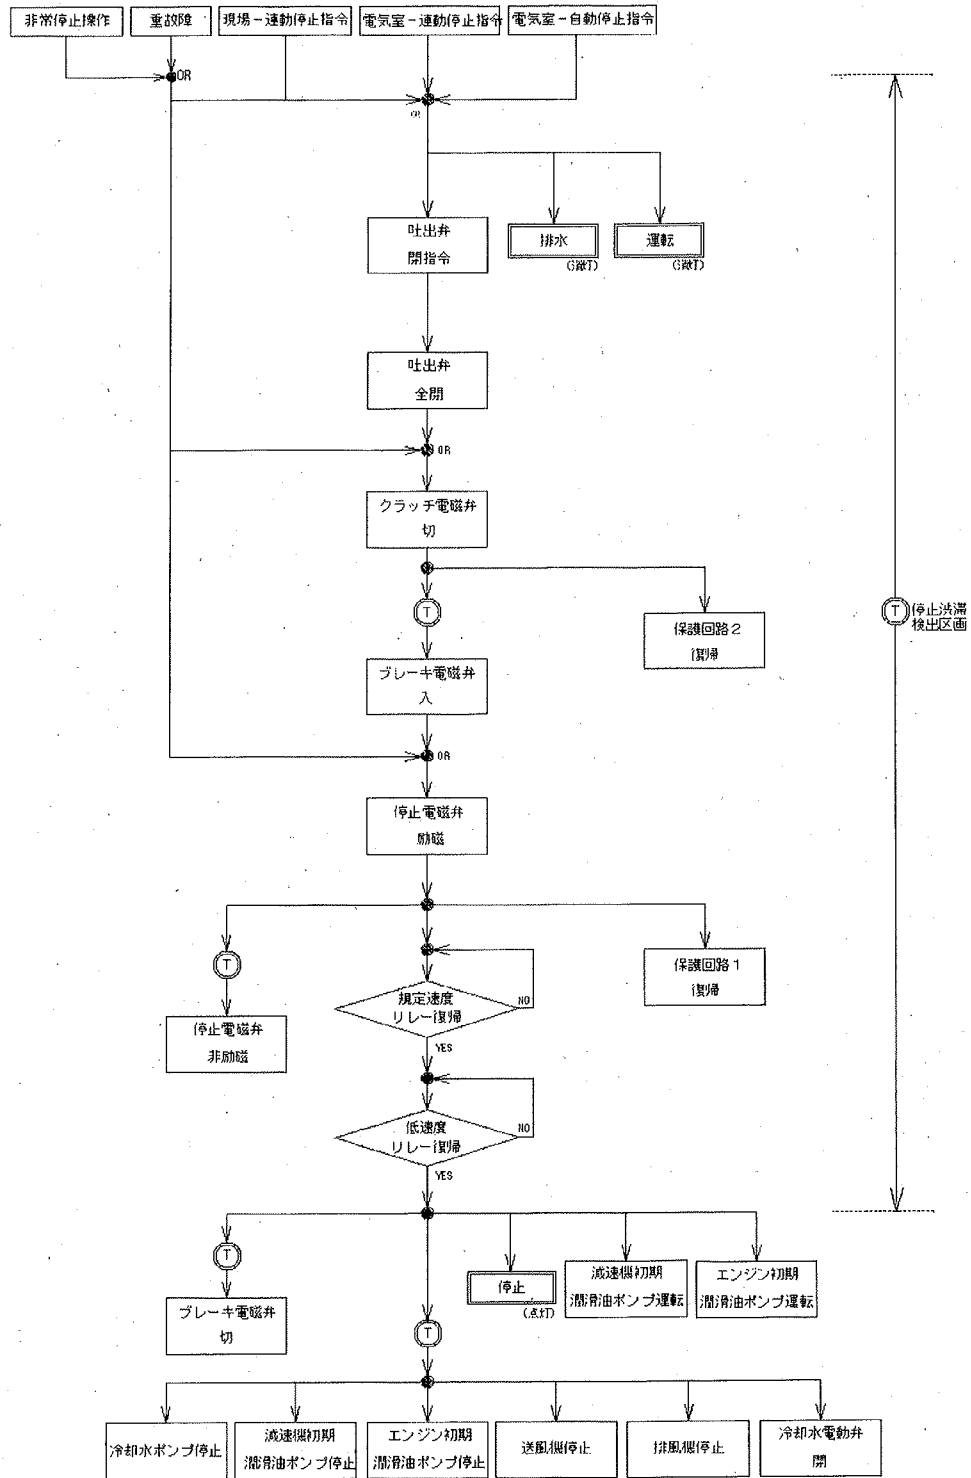 非常停止操作
重故障
現場－連動停止指令
電気室－連動停止指令
電気室－自動停止指令
OR
OR
吐出弁
閉指令
排水
(消灯)
運転
(消灯)
吐出弁
全閉
OR
クラッチ電磁弁
切
T
保護回路2
復帰
T
停止渋滞
検出区画
ブレーキ電磁弁
入
OR
停止電磁弁
励磁
T
保護回路1
復帰
規定速度
リレー復帰
NO
YES
停止電磁弁
非励磁
低速度
リレー復帰
NO
YES
T
停止
(点灯)
減速機初期
潤滑油ポンプ運転
エンジン初期
潤滑油ポンプ運転
ブレーキ電磁弁
切
T
冷却水ポンプ停止
減速機初期
潤滑油ポンプ停止
エンジン初期
潤滑油ポンプ停止
送風機停止
排風機停止
冷却水電動弁
閉